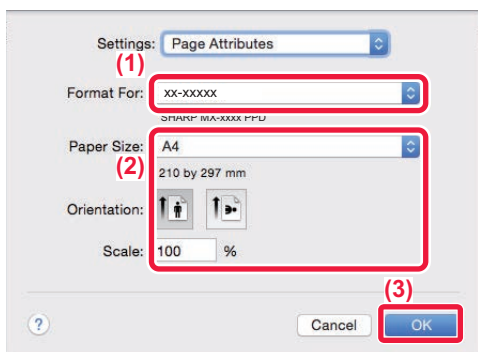 Settings: Page Attributes
(1)
Format For: xx-xxxxx
SHARP MX-xxxx PPD
Paper Size: A4
(2)
210 by 297 mm
Orientation:
Scale: 100 %
(3)
? Cancel OK